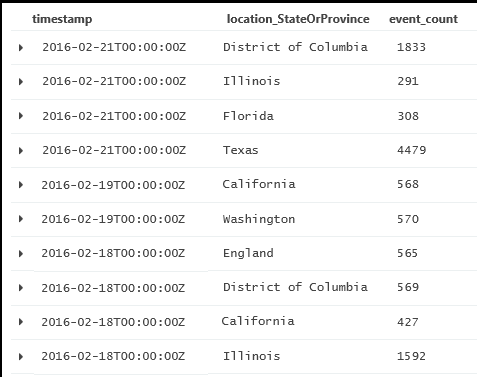 timestamp location_StateOrProvince event_count
2016-02-21T00:00:00Z District of Columbia 1833
2016-02-21T00:00:00Z Illinois 291
2016-02-21T00:00:00Z Florida 308
2016-02-21T00:00:00Z Texas 4479
2016-02-19T00:00:00Z California 568
2016-02-19T00:00:00Z Washington 570
2016-02-18T00:00:00Z England 565
2016-02-18T00:00:00Z District of Columbia 569
2016-02-18T00:00:00Z California 427
2016-02-18T00:00:00Z Illinois 1592